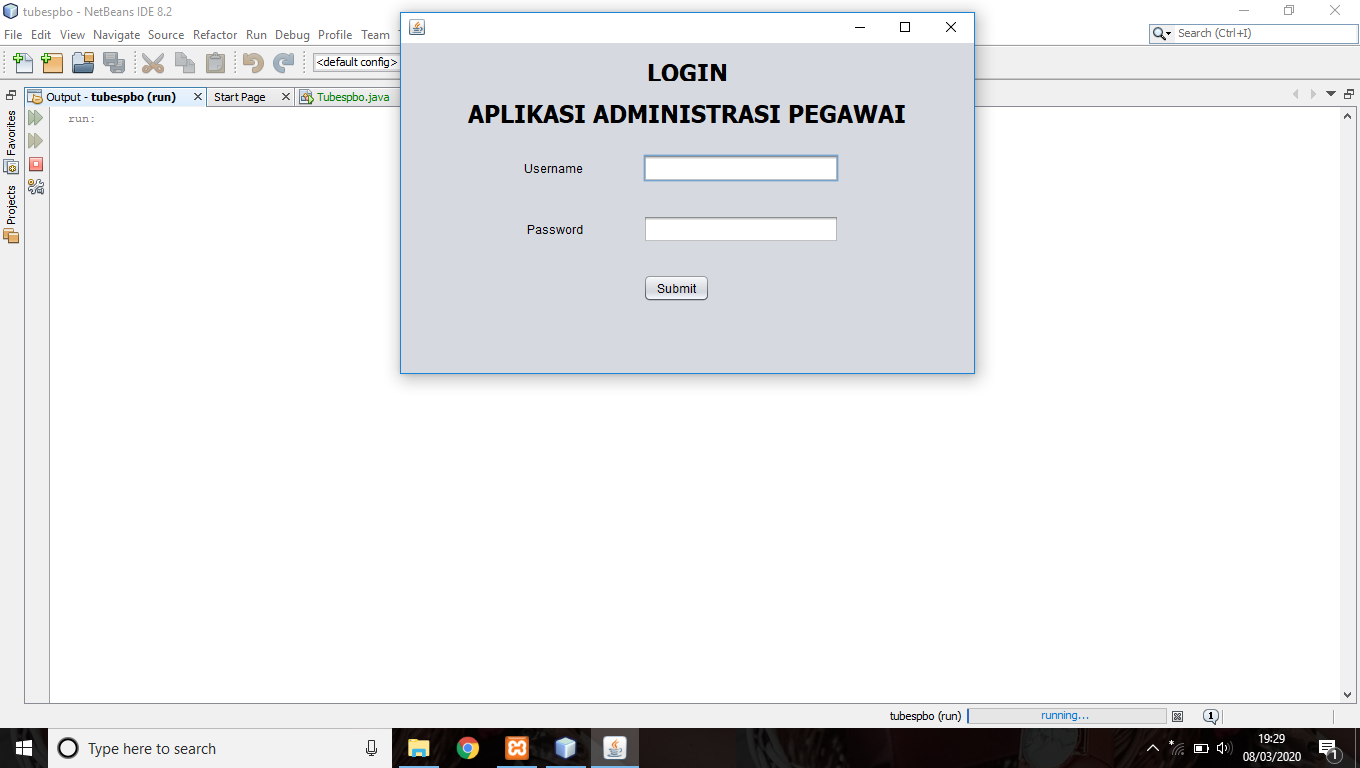 tubespbo - NetBeans IDE 8.2
File Edit View Navigate Source Refactor Run Debug Profile Team
Search (Ctrl+I)
<default config>
Output - tubespbo (run)
Start Page
Tubespbo.java
run:
Favorites
Projects
LOGIN
APLIKASI ADMINISTRASI PEGAWAI
Username
Password
Submit
tubespbo (run)
running...
1
Type here to search
19:29
08/03/2020
1